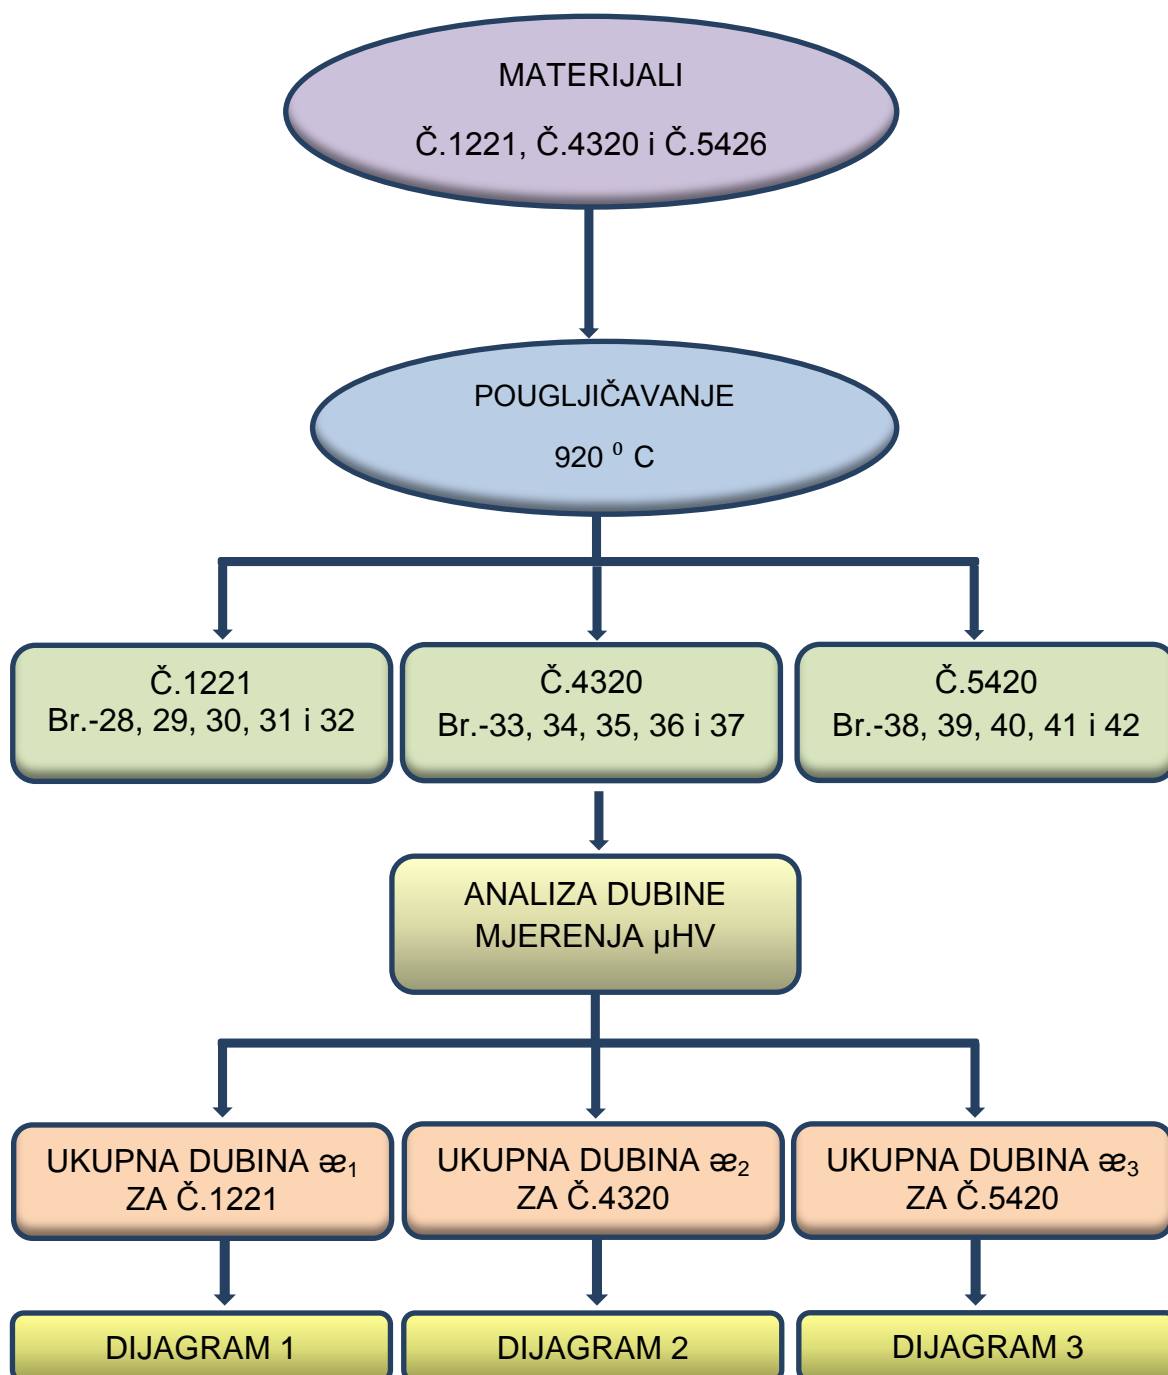 MATERIJALI
Č.1221, Č.4320 i Č.5426
POUGLJIČAVANJE
920 ⁰ C
Č.1221
Br.-28, 29, 30, 31 i 32
Č.4320
Br.-33, 34, 35, 36 i 37
Č.5420
Br.-38, 39, 40, 41 i 42
ANALIZA DUBINE
MJERENJA µHV
UKUPNA DUBINA æ₁
ZA Č.1221
UKUPNA DUBINA æ₂
ZA Č.4320
UKUPNA DUBINA æ₃
ZA Č.5420
DIJAGRAM 1
DIJAGRAM 2
DIJAGRAM 3